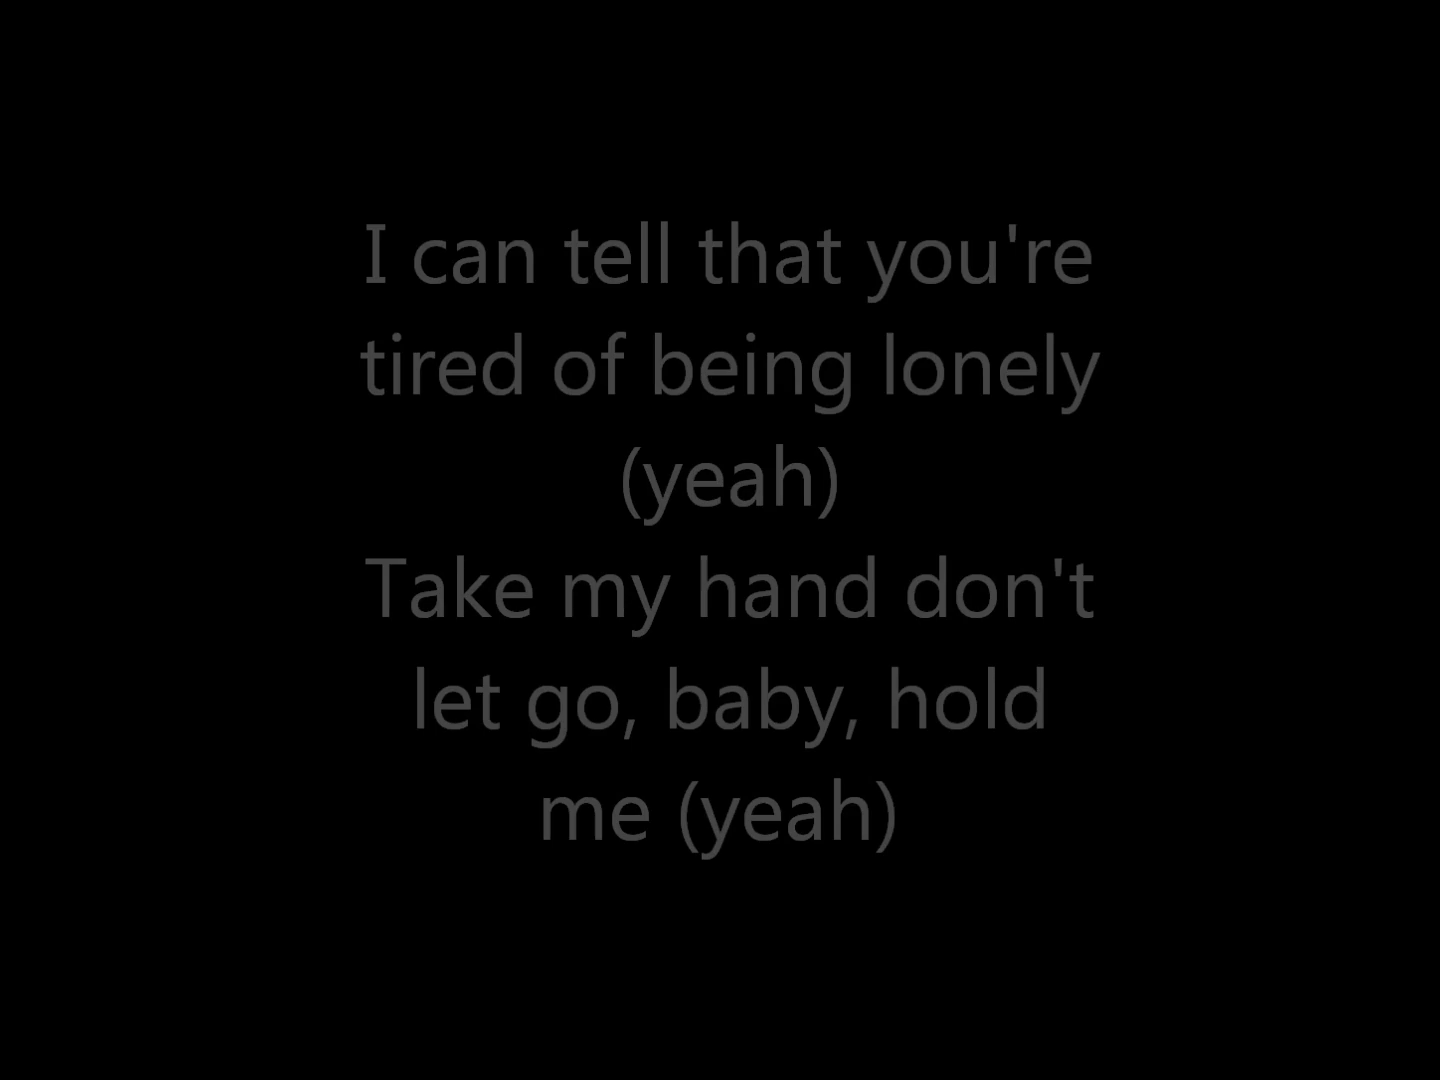 I can tell that you're
tired of being lonely
(yeah)
Take my hand don't
let go, baby, hold
me (yeah)